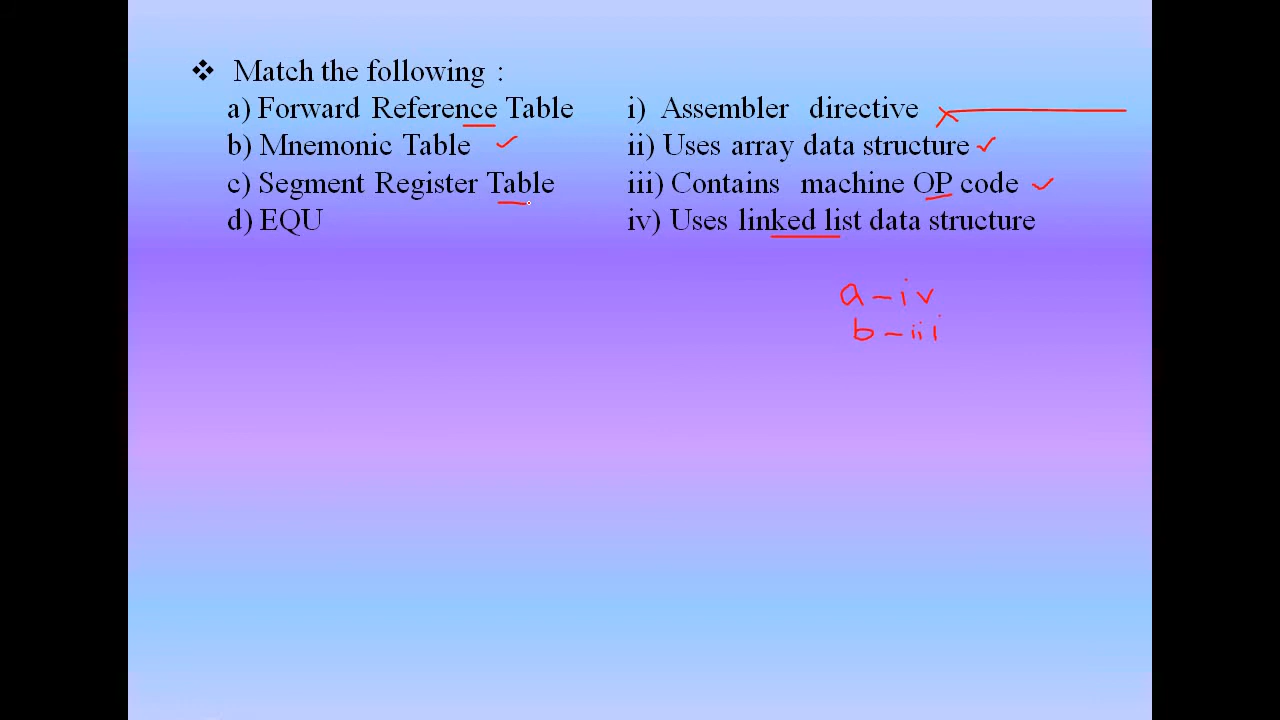 ❖ Match the following :
a) Forward Reference Table i) Assembler directive
b) Mnemonic Table ii) Uses array data structure
c) Segment Register Table iii) Contains machine OP code
d) EQU iv) Uses linked list data structure
a – iv
b – iii